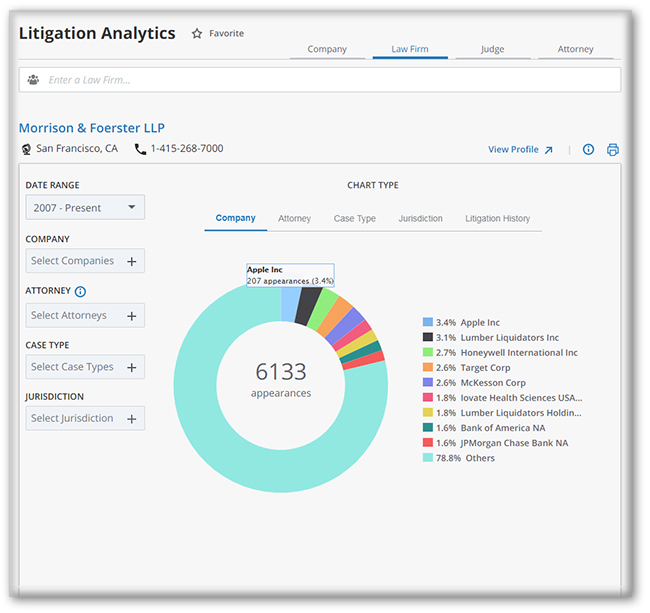 Litigation Analytics Favorite
Company Law Firm Judge Attorney
Enter a Law Firm...
Morrison & Foerster LLP
San Francisco, CA 1-415-268-7000
View Profile
DATE RANGE
2007 - Present
COMPANY
Select Companies +
ATTORNEY
Select Attorneys +
CASE TYPE
Select Case Types +
JURISDICTION
Select Jurisdiction +
CHART TYPE
Company Attorney Case Type Jurisdiction Litigation History
Apple Inc
207 appearances (3.4%)
6133
appearances
3.4% Apple Inc
3.1% Lumber Liquidators Inc
2.7% Honeywell International Inc
2.6% Target Corp
2.6% McKesson Corp
1.8% Iovate Health Sciences USA...
1.8% Lumber Liquidators Holdin...
1.6% Bank of America NA
1.6% JPMorgan Chase Bank NA
78.8% Others